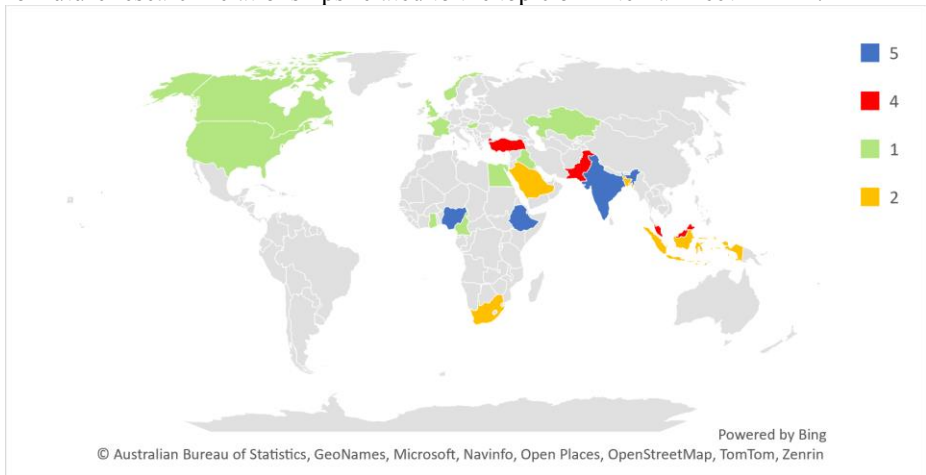 5
4
1
2
Powered by Bing
© Australian Bureau of Statistics, GeoNames, Microsoft, Navinfo, Open Places, OpenStreetMap, TomTom, Zenrin